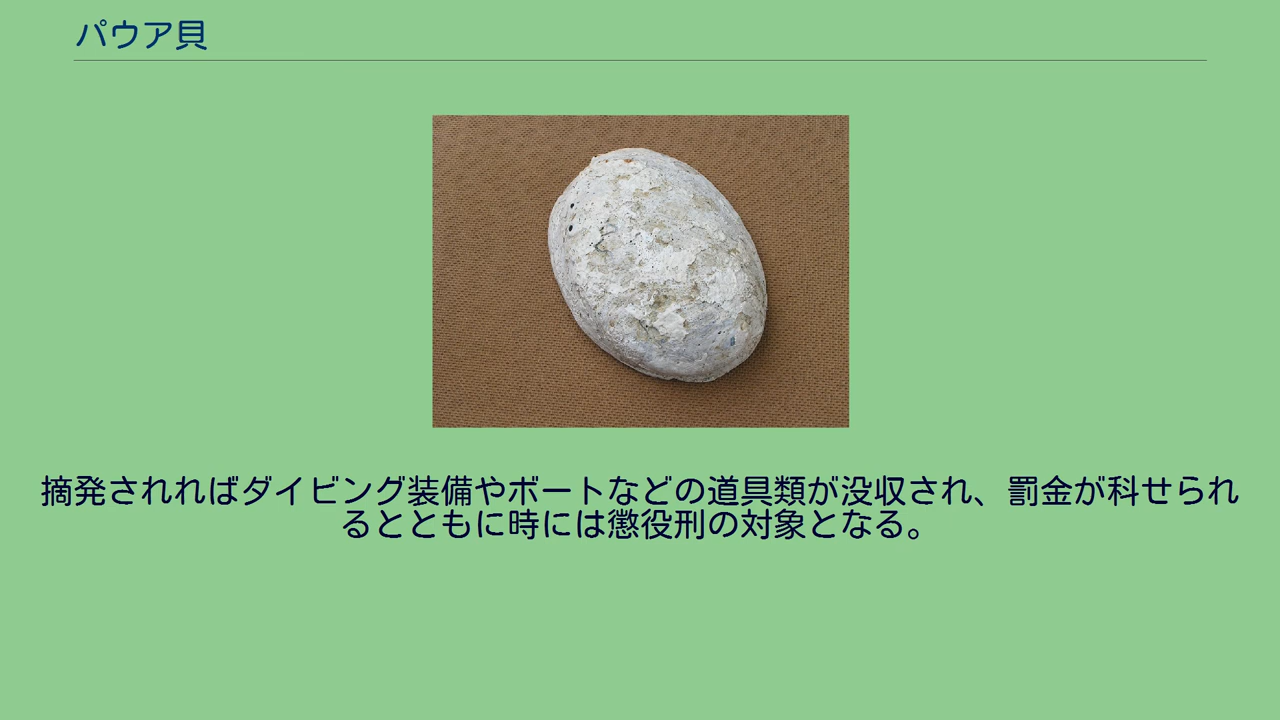 パウア貝
摘発されればダイビング装備やボートなどの道具類が没収され、罰金が科せられ
るとともに時には懲役刑の対象となる。